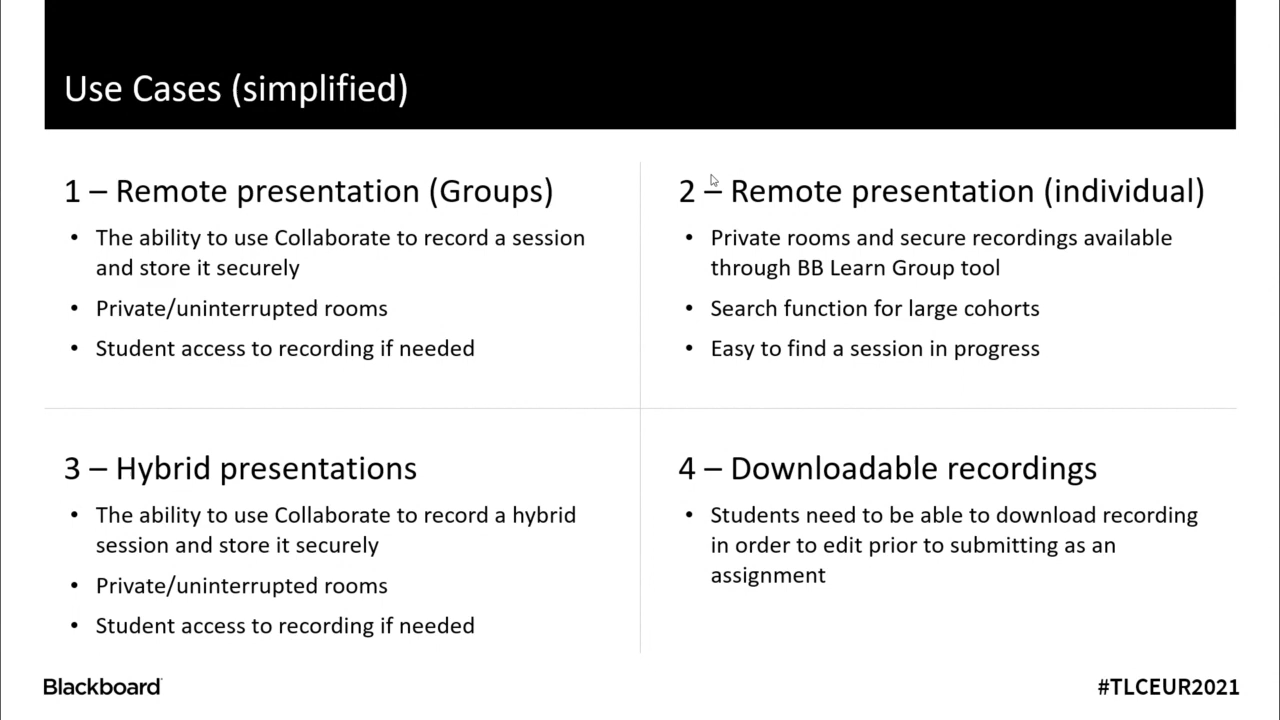 Use Cases (simplified)
1 – Remote presentation (Groups)
• The ability to use Collaborate to record a session
and store it securely
• Private/uninterrupted rooms
• Student access to recording if needed
2 – Remote presentation (individual)
• Private rooms and secure recordings available
through BB Learn Group tool
• Search function for large cohorts
• Easy to find a session in progress
3 – Hybrid presentations
• The ability to use Collaborate to record a hybrid
session and store it securely
• Private/uninterrupted rooms
• Student access to recording if needed
4 – Downloadable recordings
• Students need to be able to download recording
in order to edit prior to submitting as an
assignment
Blackboard
#TLCEUR2021